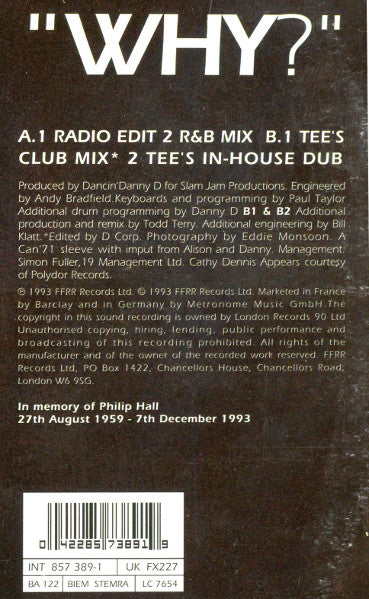 "WHY?"
A.1 RADIO EDIT 2 R&B MIX B.1 TEE'S
CLUB MIX* 2 TEE'S IN-HOUSE DUB
Produced by Dancin'Danny D for Slam Jam Productions. Engineered
by Andy Bradfield.Keyboards and programming by Paul Taylor
Additional drum programming by Danny D B1 & B2 Additional
production and remix by Todd Terry. Additional engineering by Bill
Klatt.*Edited by D Corp. Photography by Eddie Monsoon. A
Can'71 sleeve with imput from Alison and Danny. Management:
Simon Fuller,19 Management Ltd. Cathy Dennis Appears courtesy
of Polydor Records.
℗ 1993 FFRR Records Ltd. © 1993 FFRR Records Ltd. Marketed in France
by Barclay and in Germany by Metronome Music GmbH.The
copyright in this sound recording is owned by London Records 90 Ltd
Unauthorised copying, hiring, lending, public performance and
broadcasting of this recording prohibited. All rights of the
manufacturer and of the owner of the recorded work reserved. FFRR
Records Ltd, PO Box 1422, Chancellors House, Chancellors Road,
London W6 9SG.
In memory of Philip Hall
27th August 1959 - 7th December 1993
0 42285 73891 9
INT 857 389-1 UK FX227
BA 122 BIEM STEMRA LC 7654